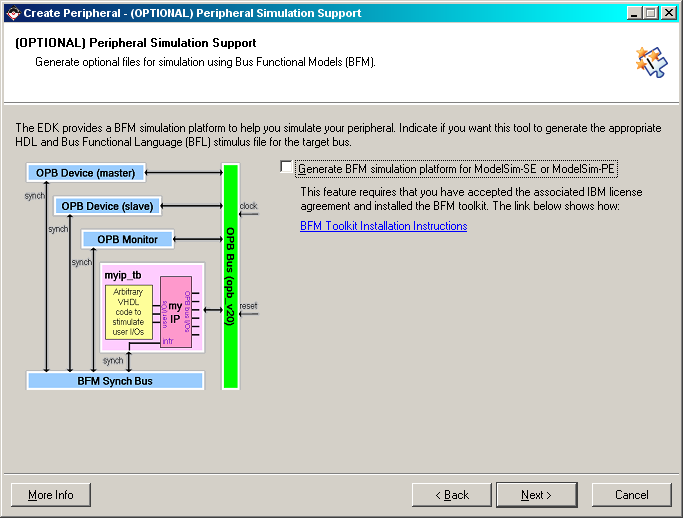 Create Peripheral - (OPTIONAL) Peripheral Simulation Support
(OPTIONAL) Peripheral Simulation Support
Generate optional files for simulation using Bus Functional Models (BFM).
The EDK provides a BFM simulation platform to help you simulate your peripheral. Indicate if you want this tool to generate the appropriate
HDL and Bus Functional Language (BFL) stimulus file for the target bus.
OPB Device (master)
synch
OPB Device (slave)
synch
OPB Monitor
synch
myip_tb
Arbitrary
VHDL
code to
stimulate
user I/Os
user I/Os
my
IP
OPB bus I/Os
intr
synch
BFM Synch Bus
OPB Bus (opb_v20)
clock
reset
Generate BFM simulation platform for ModelSim-SE or ModelSim-PE
This feature requires that you have accepted the associated IBM license
agreement and installed the BFM toolkit. The link below shows how:
BFM Toolkit Installation Instructions
More Info
< Back
Next >
Cancel